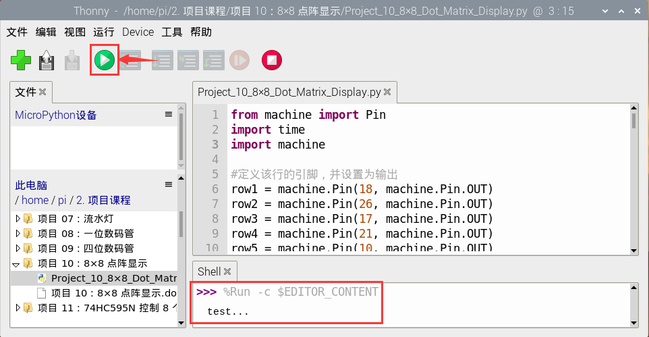 Thonny - /home/pi/2. 项目课程/项目 10:8×8 点阵显示/Project_10_8×8_Dot_Matrix_Display.py @ 3 : 15
文件 编辑 视图 运行 Device 工具 帮助
文件
MicroPython设备
此电脑
/ home / pi / 2. 项目课程
项目 07:流水灯
项目 08:一位数码管
项目 09:四位数码管
项目 10:8×8 点阵显示
Project_10_8×8_Dot_Matri
项目 10:8×8 点阵显示.do
项目 11:74HC595N 控制 8 个
Project_10_8×8_Dot_Matrix_Display.py
1 from machine import Pin
2 import time
3 import machine
4
5 #定义该行的引脚,并设置为输出
6 row1 = machine.Pin(18, machine.Pin.OUT)
7 row2 = machine.Pin(26, machine.Pin.OUT)
8 row3 = machine.Pin(17, machine.Pin.OUT)
9 row4 = machine.Pin(21, machine.Pin.OUT)
10 row5 = machine.Pin(10, machine.Pin.OUT)
Shell
>>> %Run -c $EDITOR_CONTENT
test...